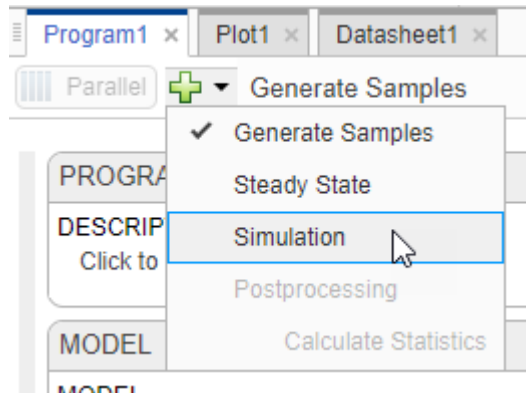 Program1 × Plot1 × Datasheet1 ×
Parallel Generate Samples
Generate Samples
Steady State
Simulation
Postprocessing
Calculate Statistics
PROGRA
DESCRIP
Click to
MODEL
MODEL